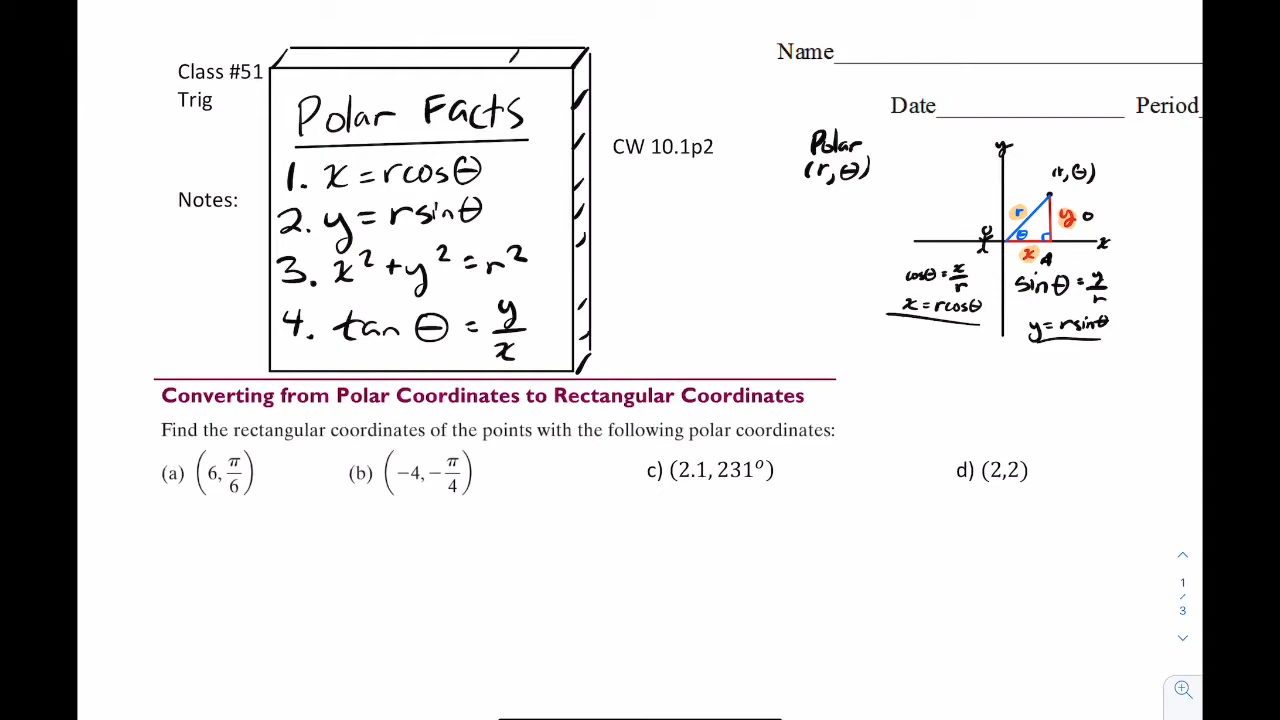 Class #51
Trig
Name
Date Period
Polar Facts
1. x = rcosθ
2. y = rsinθ
3. x² + y² = r²
4. tan θ = y/x
CW 10.1p2
Notes:
Polar
(r, θ)
y
(r, θ)
r
θ
y o
x
x A
cosθ = x/r
x = rcosθ
sinθ = y/r
y = rsinθ
Converting from Polar Coordinates to Rectangular Coordinates
Find the rectangular coordinates of the points with the following polar coordinates:
(a) (6, π/6) (b) (−4, −π/4) c) (2.1, 231°) d) (2,2)
1
/
3